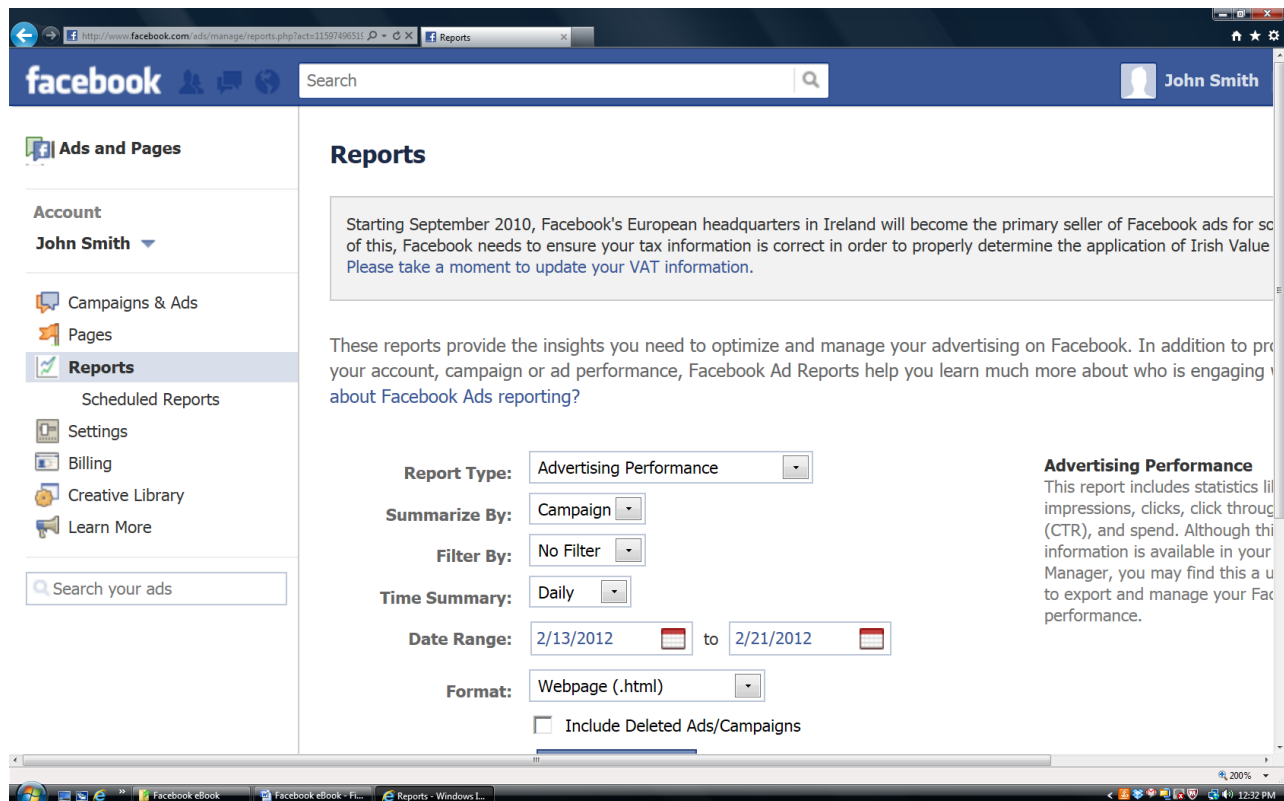 http://www.facebook.com/ads/manage/reports.php?act=11597496519
Reports
facebook
Search
John Smith
Ads and Pages
Account
John Smith
Campaigns & Ads
Pages
Reports
Scheduled Reports
Settings
Billing
Creative Library
Learn More
Search your ads
Reports
Starting September 2010, Facebook's European headquarters in Ireland will become the primary seller of Facebook ads for
of this, Facebook needs to ensure your tax information is correct in order to properly determine the application of Irish Value
Please take a moment to update your VAT information.
These reports provide the insights you need to optimize and manage your advertising on Facebook. In addition to
your account, campaign or ad performance, Facebook Ad Reports help you learn much more about who is engaging
about Facebook Ads reporting?
Report Type: Advertising Performance
Summarize By: Campaign
Filter By: No Filter
Time Summary: Daily
Date Range: 2/13/2012 to 2/21/2012
Format: Webpage (.html)
Include Deleted Ads/Campaigns
Advertising Performance
This report includes statistics
impressions, clicks, click
(CTR), and spend. Although
information is available in your
Manager, you may find this a
to export and manage your
performance.
200%
Facebook eBook
Facebook eBook - Fi...
Reports - Windows I...
12:32 PM